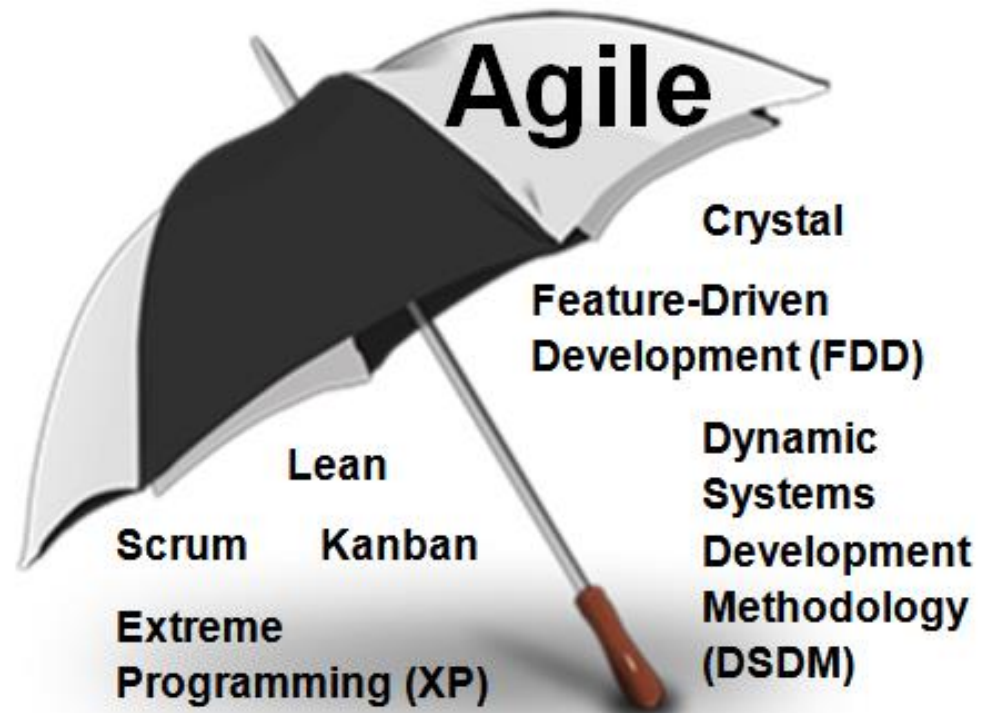 Agile
Crystal
Feature-Driven
Development (FDD)
Dynamic
Systems
Development
Methodology
(DSDM)
Lean
Scrum
Kanban
Extreme
Programming (XP)